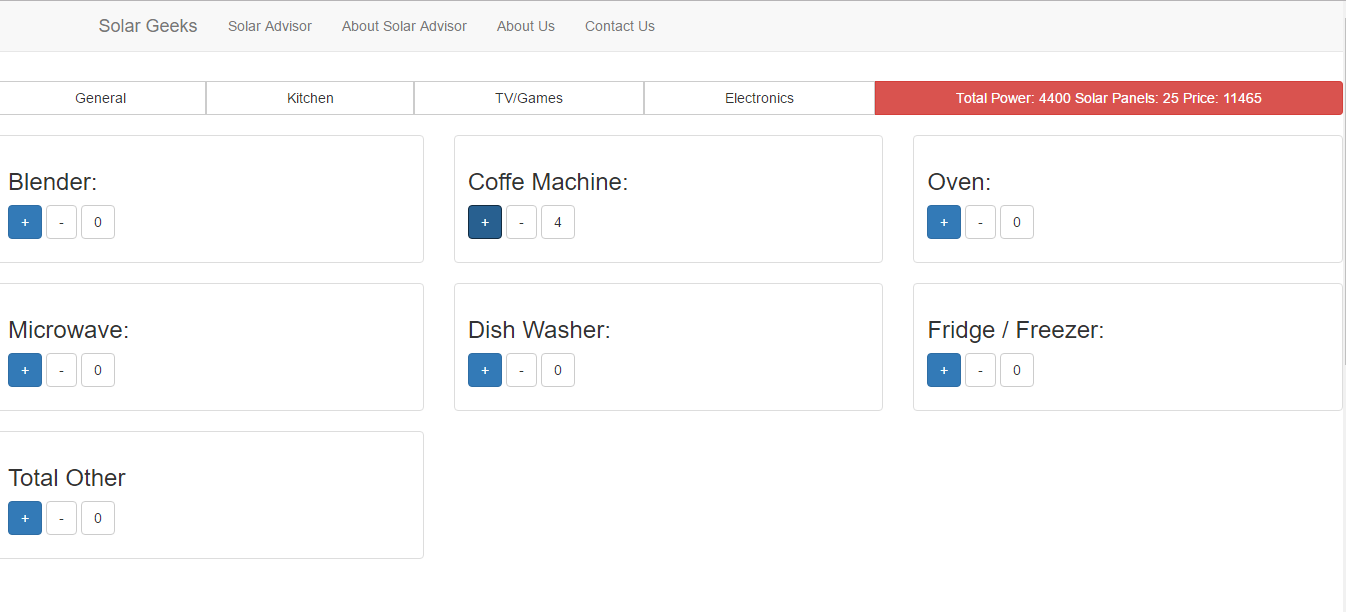 Solar Geeks Solar Advisor About Solar Advisor About Us Contact Us
General Kitchen TV/Games Electronics Total Power: 4400 Solar Panels: 25 Price: 11465
Blender: Coffe Machine: Oven:
+ - 0 + - 4 + - 0
Microwave: Dish Washer: Fridge / Freezer:
+ - 0 + - 0 + - 0
Total Other
+ - 0